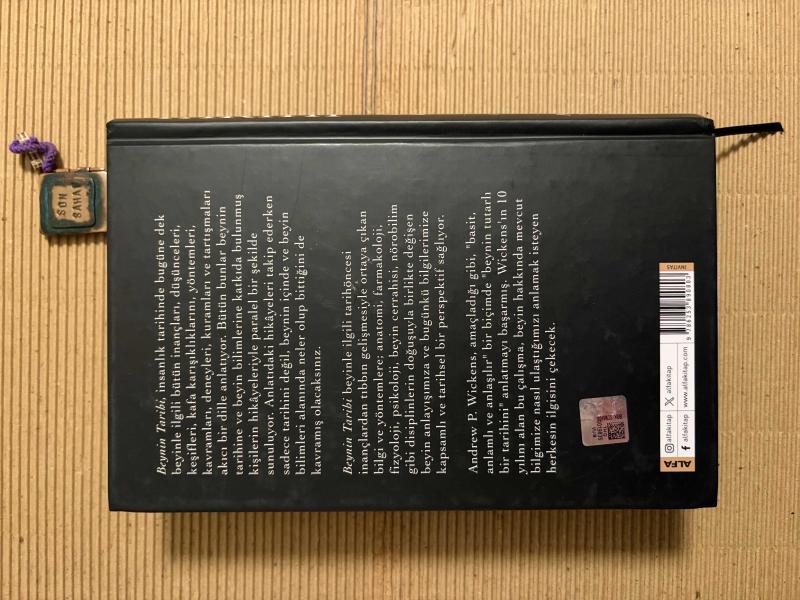 SON
SAHAF
Beynin Tarihi, insanlık tarihinde bugüne dek
beyinle ilgili bütün inançları, düşünceleri,
keşifleri, kafa karışıklıklarını, yöntemleri,
kavramları, deneyleri, kuramları ve tartışmaları
akıcı bir dille anlatıyor. Bütün bunlar beynin
tarihine ve beyin bilimlerine katkıda bulunmuş
kişilerin hikâyeleriyle paralel bir şekilde
sunuluyor. Anlatıdaki hikâyeleri takip ederken
sadece tarihini değil, beynin içinde ve beyin
bilimleri alanında neler olup bittiğini de
kavramış olacaksınız.
Beynin Tarihi beyinle ilgili tarihöncesi
inançlardan tıbbın gelişmesiyle ortaya çıkan
bilgi ve yöntemlere; anatomi, farmakoloji,
fizyoloji, psikoloji, beyin cerrahisi, nörobilim
gibi disiplinlerin doğuşuyla birlikte değişen
beyin anlayışımıza ve bugünkü bilgilerimize
kapsamlı ve tarihsel bir perspektif sağlıyor.
Andrew P. Wickens, amaçladığı gibi, "basit,
anlamlı ve anlaşılır" bir biçimde "beynin tutarlı
bir tarihini" anlatmayı başarmış. Wickens'ın 10
yılını alan bu çalışma, beyin hakkında mevcut
bilgimize nasıl ulaştığımızı anlamak isteyen
herkesin ilgisini çekecek.
ALFA
alfakitap
alfakitap
alfakitap
www.alfakitap.com
INVITAS